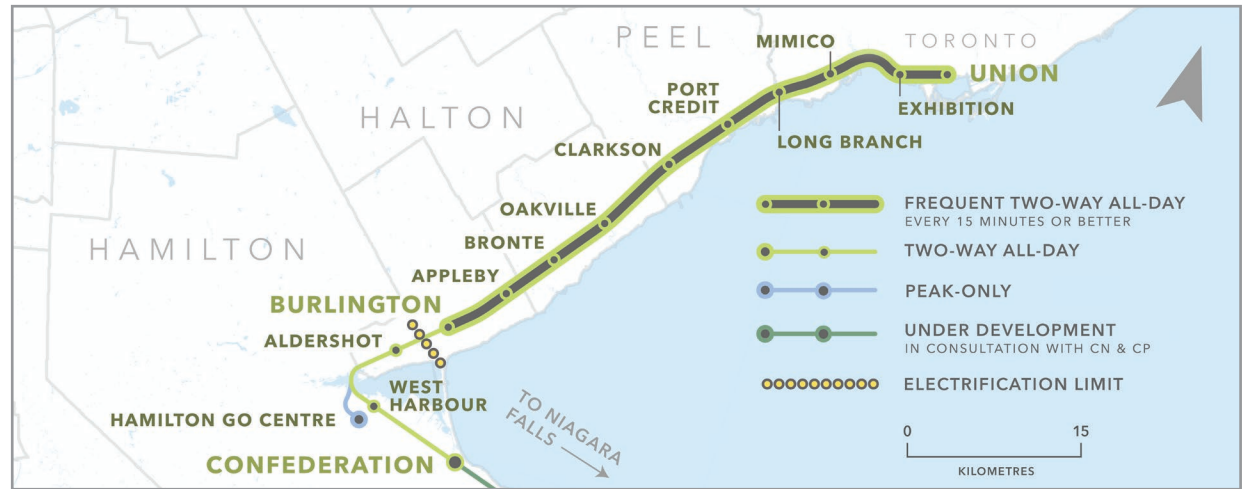 PEEL
MIMICO
TORONTO
UNION
PORT
CREDIT
EXHIBITION
HALTON
LONG BRANCH
CLARKSON
OAKVILLE
BRONTE
HAMILTON
APPLEBY
BURLINGTON
ALDERSHOT
WEST
HARBOUR
HAMILTON GO CENTRE
CONFEDERATION
TO NIAGARA
FALLS
FREQUENT TWO-WAY ALL-DAY
EVERY 15 MINUTES OR BETTER
TWO-WAY ALL-DAY
PEAK-ONLY
UNDER DEVELOPMENT
IN CONSULTATION WITH CN & CP
ELECTRIFICATION LIMIT
0 15
KILOMETRES